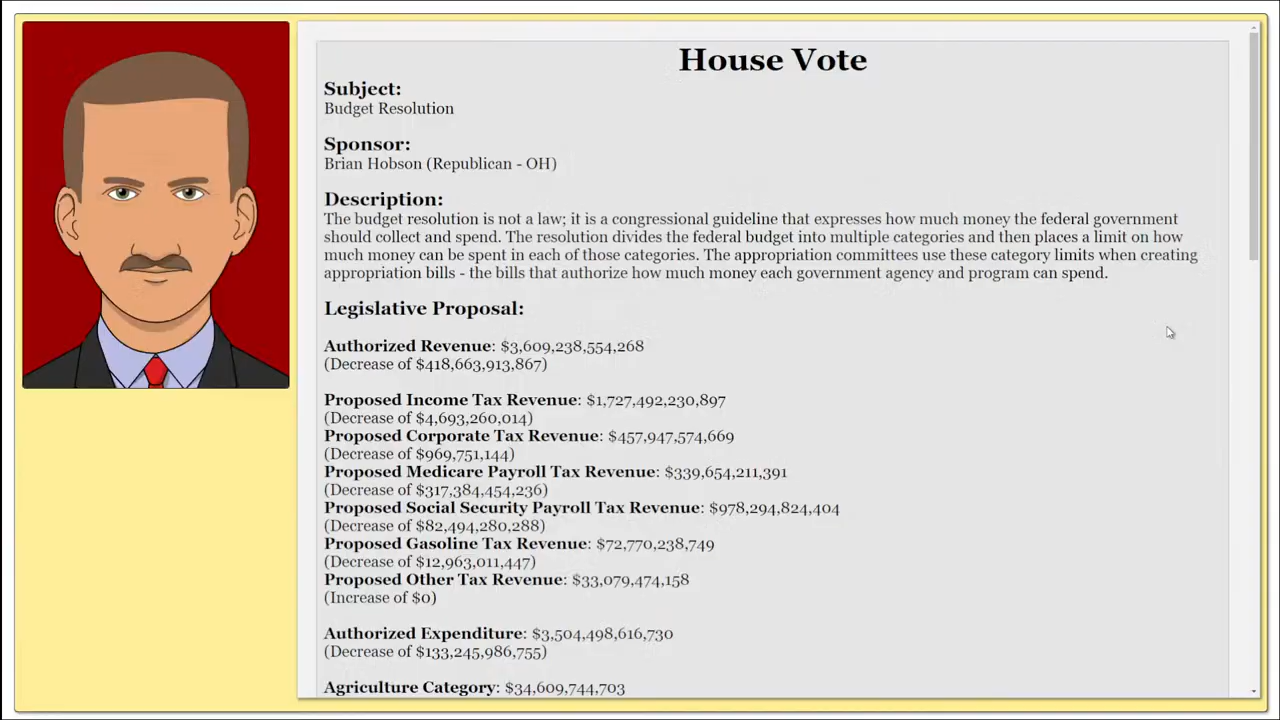 House Vote
Subject:
Budget Resolution
Sponsor:
Brian Hobson (Republican - OH)
Description:
The budget resolution is not a law; it is a congressional guideline that expresses how much money the federal government
should collect and spend. The resolution divides the federal budget into multiple categories and then places a limit on how
much money can be spent in each of those categories. The appropriation committees use these category limits when creating
appropriation bills - the bills that authorize how much money each government agency and program can spend.
Legislative Proposal:
Authorized Revenue: $3,609,238,554,268
(Decrease of $418,663,913,867)
Proposed Income Tax Revenue: $1,727,492,230,897
(Decrease of $4,693,260,014)
Proposed Corporate Tax Revenue: $457,947,574,669
(Decrease of $969,751,144)
Proposed Medicare Payroll Tax Revenue: $339,654,211,391
(Decrease of $317,384,454,236)
Proposed Social Security Payroll Tax Revenue: $978,294,824,404
(Decrease of $82,494,280,288)
Proposed Gasoline Tax Revenue: $72,770,238,749
(Decrease of $12,963,011,447)
Proposed Other Tax Revenue: $33,079,474,158
(Increase of $0)
Authorized Expenditure: $3,504,498,616,730
(Decrease of $133,245,986,755)
Agriculture Category: $34,609,744,703